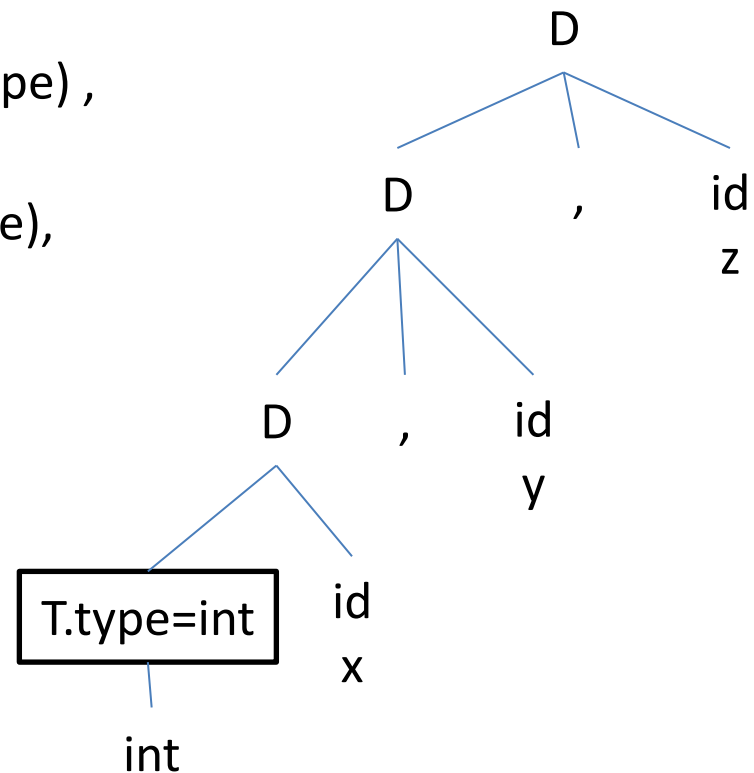 D
pe) ,
D , id
e),
z
D , id
y
T.type=int id
x
int